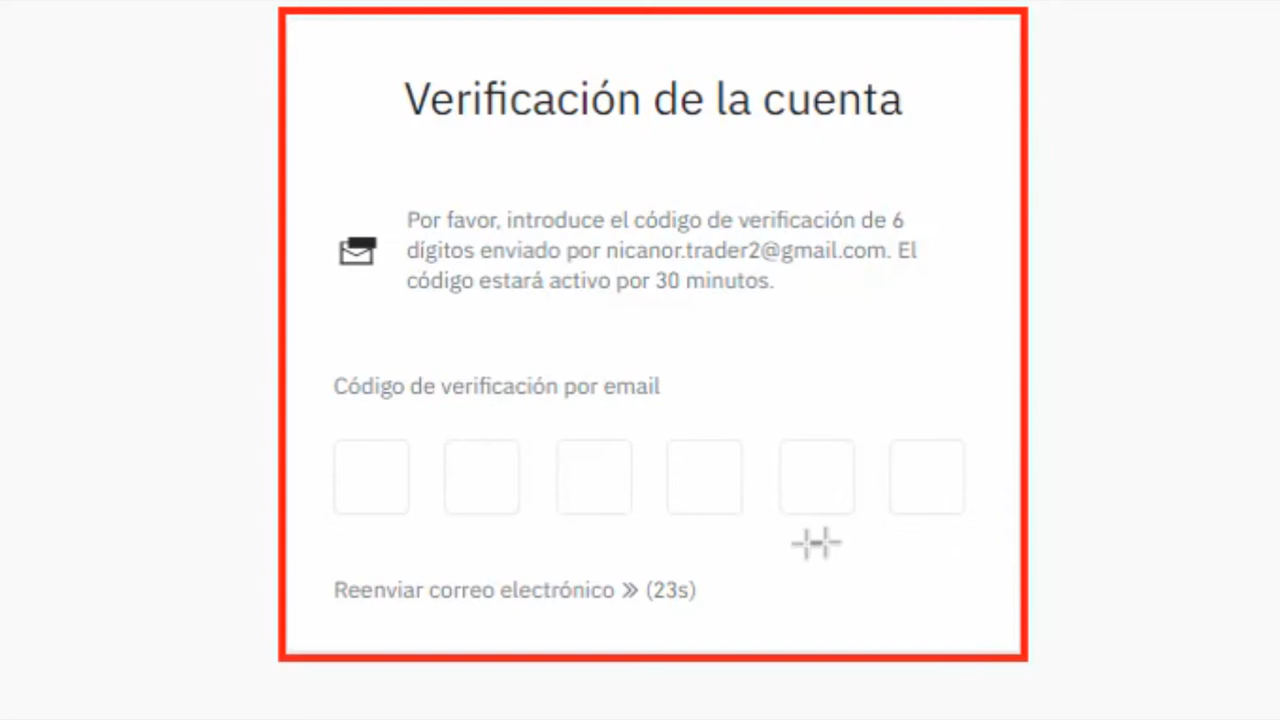 Verificación de la cuenta
Por favor, introduce el código de verificación de 6
dígitos enviado por nicanor.trader2@gmail.com. El
código estará activo por 30 minutos.
Código de verificación por email
Reenviar correo electrónico » (23s)